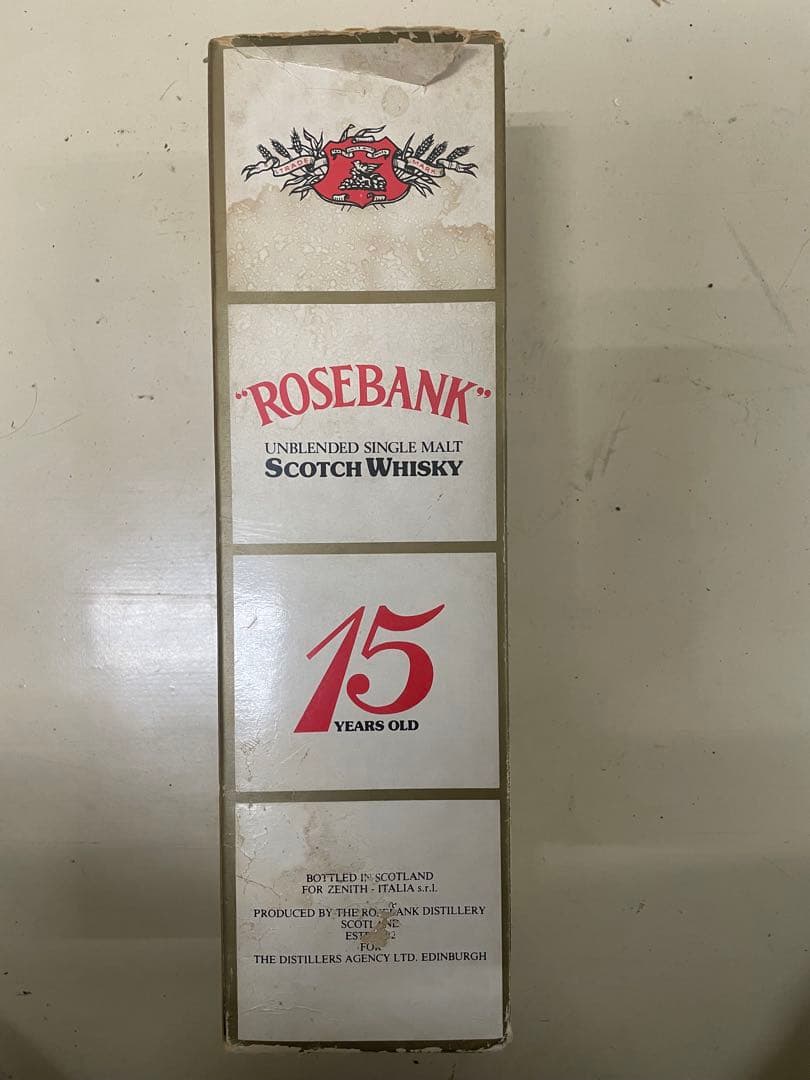 TRADE MARK
"ROSEBANK"
UNBLENDED SINGLE MALT
SCOTCH WHISKY
15
YEARS OLD
BOTTLED IN SCOTLAND
FOR ZENITH - ITALIA s.r.l.
PRODUCED BY THE ROSEBANK DISTILLERY
SCOTLAND
FOR
THE DISTILLERS AGENCY LTD. EDINBURGH